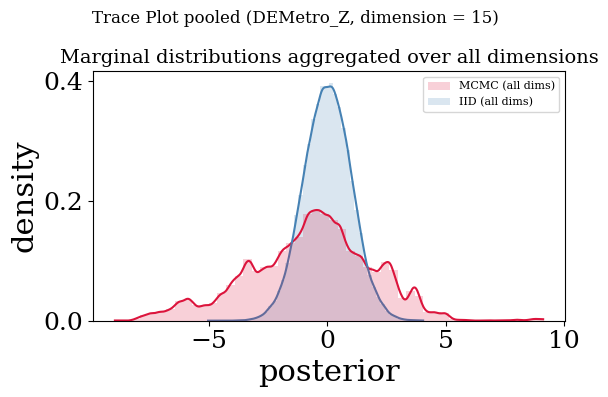 Trace Plot pooled (DEMetro_Z, dimension = 15)
Marginal distributions aggregated over all dimensions
MCMC (all dims)
IID (all dims)
density
0.4
0.2
0.0
−5
0
5
10
posterior